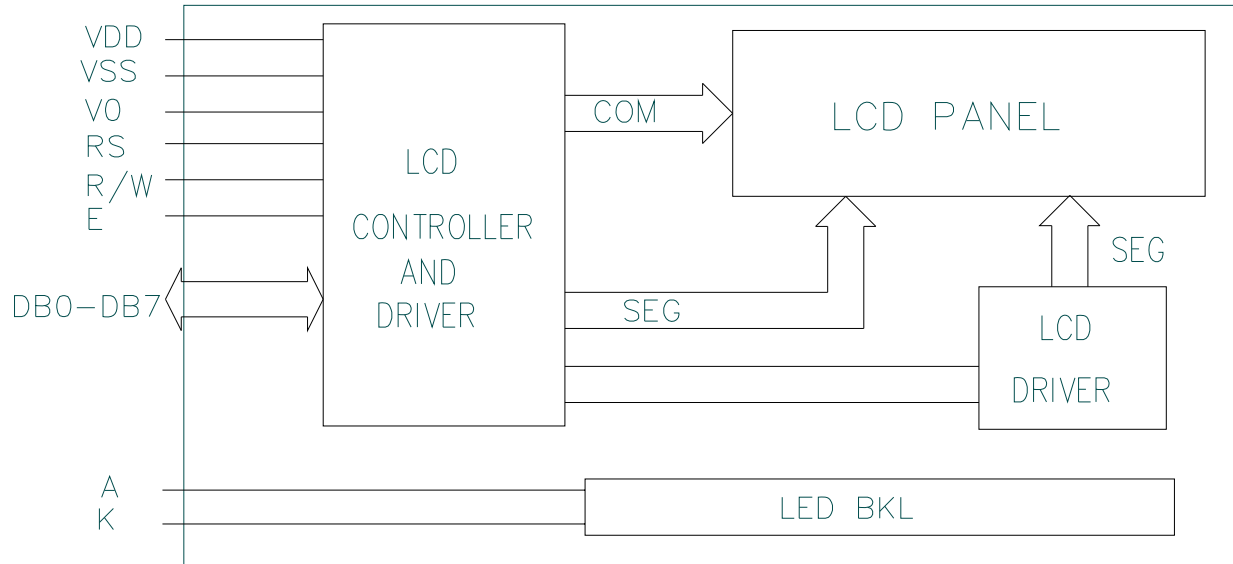 VDD
VSS
V0
RS
R/W
E
DB0-DB7
LCD
CONTROLLER
AND
DRIVER
COM
LCD PANEL
SEG
SEG
LCD
DRIVER
A
K
LED BKL